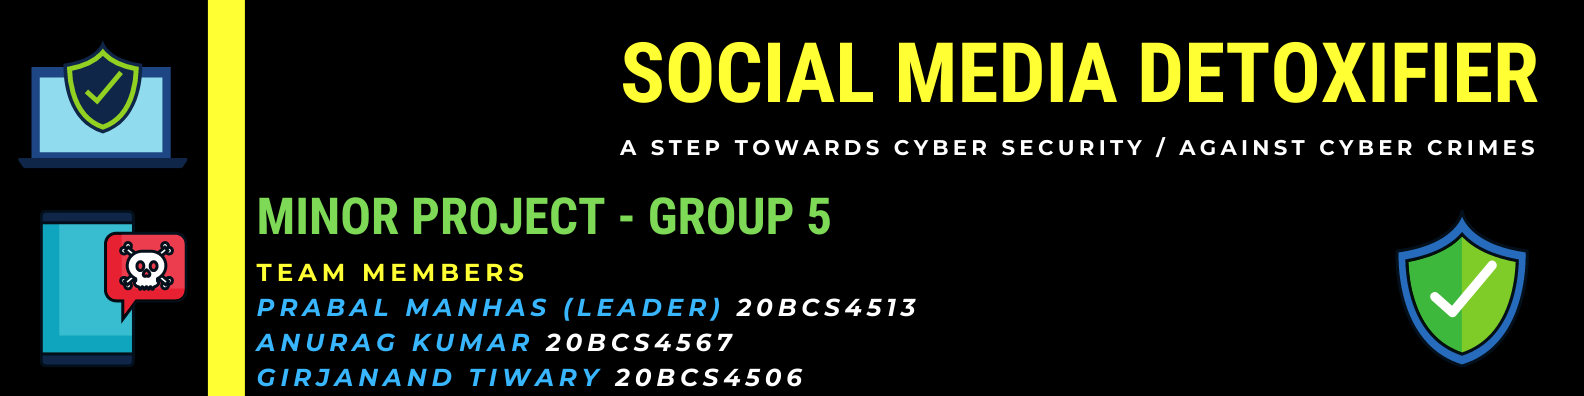 SOCIAL MEDIA DETOXIFIER
A STEP TOWARDS CYBER SECURITY / AGAINST CYBER CRIMES
MINOR PROJECT - GROUP 5
TEAM MEMBERS
PRABAL MANHAS (LEADER) 20BCS4513
ANURAG KUMAR 20BCS4567
GIRJANAND TIWARY 20BCS4506